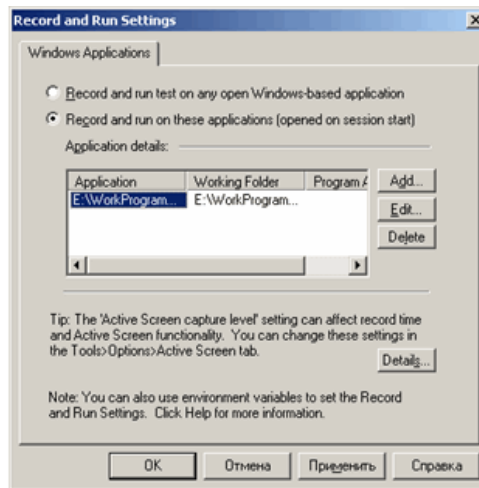 Record and Run Settings
Windows Applications
Record and run test on any open Windows-based application
Record and run on these applications (opened on session start)
Application details:
Application Working Folder Program A
E:\WorkProgram... E:\WorkProgram...
Add...
Edit...
Delete
Tip: The 'Active Screen capture level' setting can affect record time
and Active Screen functionality. You can change these settings in
the Tools>Options>Active Screen tab.
Details...
Note: You can also use environment variables to set the Record
and Run Settings. Click Help for more information.
OK Отмена Применить Справка